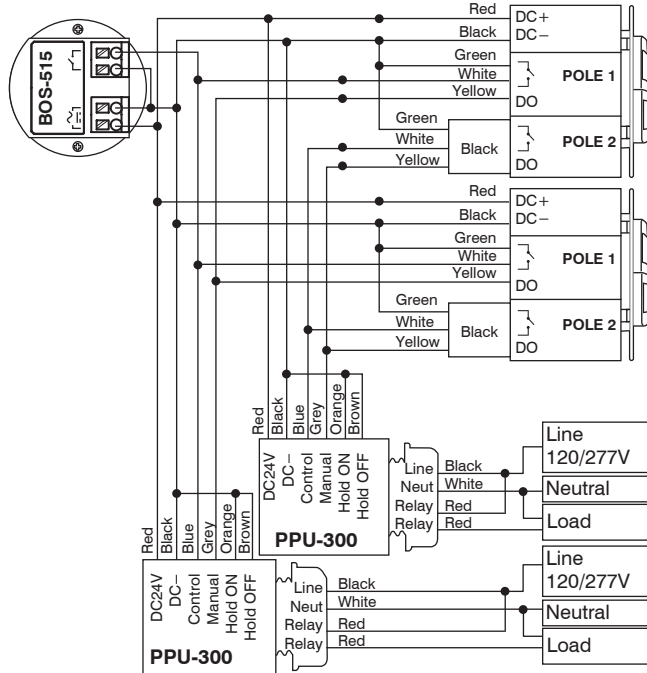 BOS-515
Red
Black
Green
White
Yellow
DC+
DC−
POLE 1
DO
Green
White
Yellow
Black
POLE 2
DO
Red
Black
Green
White
Yellow
DC+
DC−
POLE 1
DO
Green
White
Yellow
Black
POLE 2
DO
Red
Black
Blue
Grey
Orange
Brown
DC24V
DC−
Control
Manual
Hold ON
Hold OFF
PPU-300
Line
Neut
Relay
Relay
Black
White
Red
Red
Line
120/277V
Neutral
Load
Red
Black
Blue
Grey
Orange
Brown
DC24V
DC−
Control
Manual
Hold ON
Hold OFF
PPU-300
Line
Neut
Relay
Relay
Black
White
Red
Red
Line
120/277V
Neutral
Load